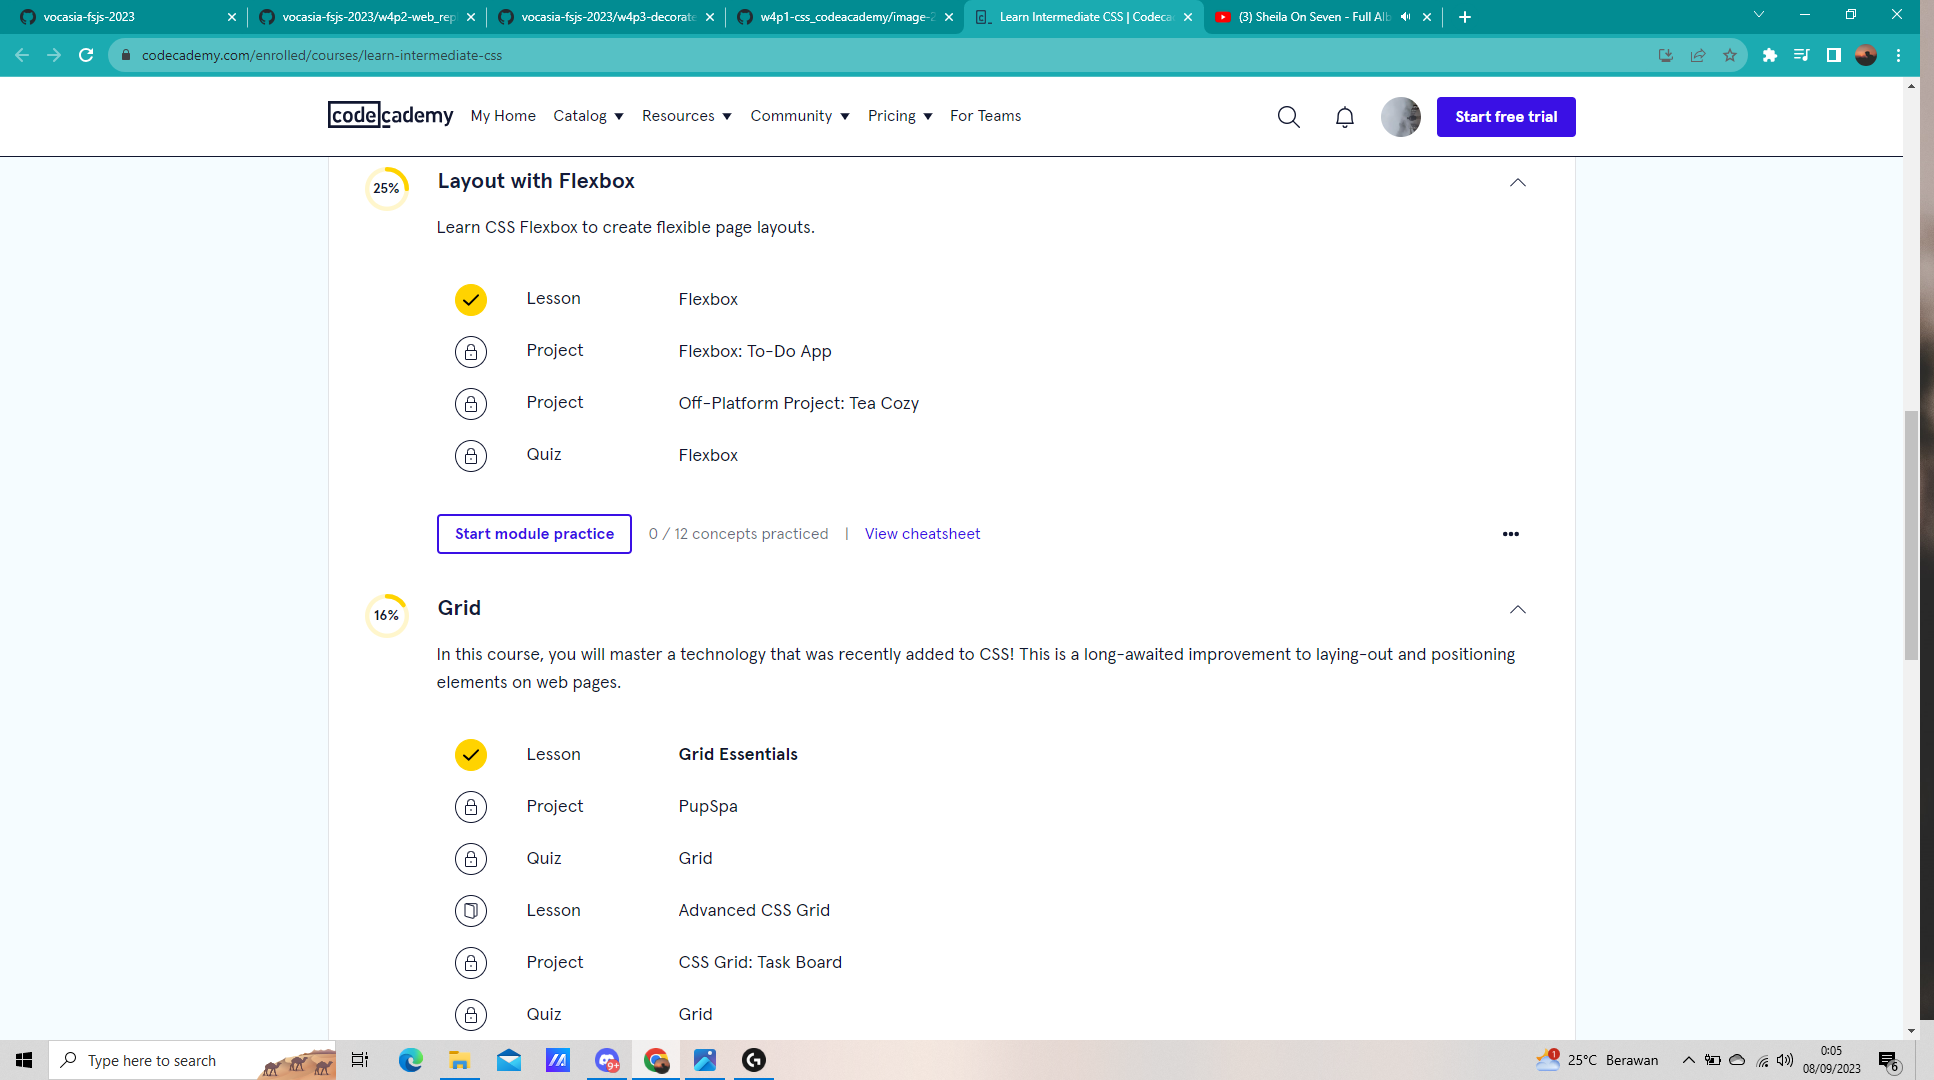 vocasia-fsjs-2023
vocasia-fsjs-2023/w4p2-web_rep
vocasia-fsjs-2023/w4p3-decorate
w4p1-css_codeacademy/image-2
Learn Intermediate CSS | Codeca
(3) Sheila On Seven - Full Alb
codecademy.com/enrolled/courses/learn-intermediate-css
codecademy My Home Catalog Resources Community Pricing For Teams Start free trial
25% Layout with Flexbox
Learn CSS Flexbox to create flexible page layouts.
Lesson Flexbox
Project Flexbox: To-Do App
Project Off-Platform Project: Tea Cozy
Quiz Flexbox
Start module practice 0 / 12 concepts practiced | View cheatsheet
16% Grid
In this course, you will master a technology that was recently added to CSS! This is a long-awaited improvement to laying-out and positioning
elements on web pages.
Lesson Grid Essentials
Project PupSpa
Quiz Grid
Lesson Advanced CSS Grid
Project CSS Grid: Task Board
Quiz Grid
Type here to search
9+
1
25°C Berawan
0:05
08/09/2023
6